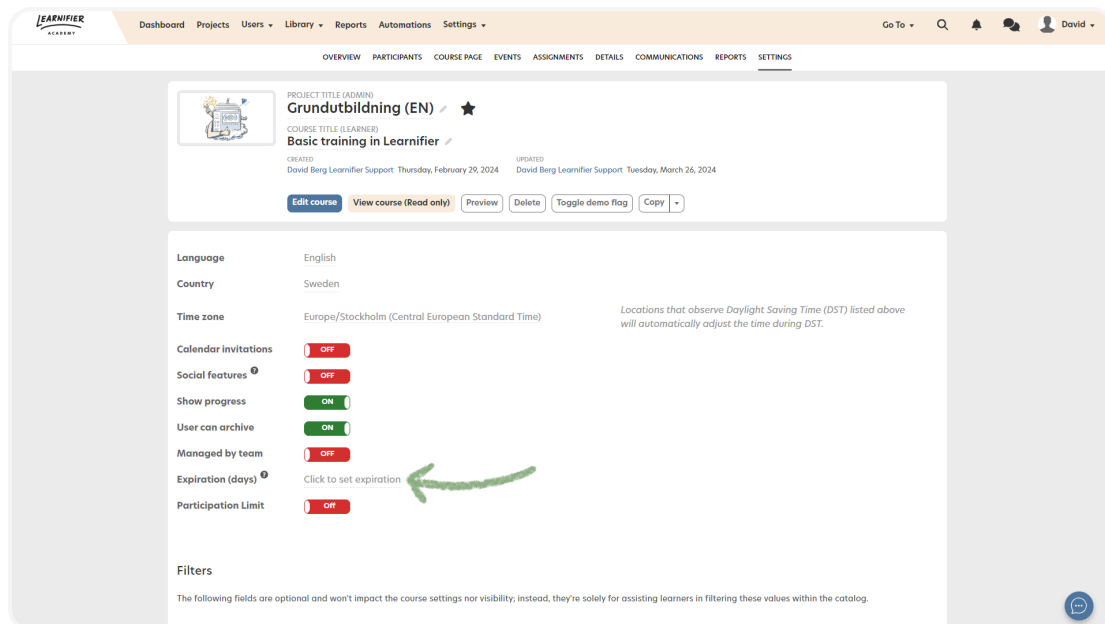 LEARNIFIER
ACADEMY
Dashboard Projects Users Library Reports Automations Settings Go To David
OVERVIEW PARTICIPANTS COURSE PAGE EVENTS ASSIGNMENTS DETAILS COMMUNICATIONS REPORTS SETTINGS
PROJECT TITLE (ADMIN)
Grundutbildning (EN)
COURSE TITLE (LEARNER)
Basic training in Learnifier
CREATED UPDATED
David Berg Learnifier Support Thursday, February 29, 2024 David Berg Learnifier Support Tuesday, March 26, 2024
Edit course View course (Read only) Preview Delete Toggle demo flag Copy
Language English
Country Sweden
Time zone Europe/Stockholm (Central European Standard Time) Locations that observe Daylight Saving Time (DST) listed above
will automatically adjust the time during DST.
Calendar invitations OFF
Social features ? OFF
Show progress ON
User can archive ON
Managed by team OFF
Expiration (days) ? Click to set expiration
Participation Limit Off
Filters
The following fields are optional and won't impact the course settings nor visibility; instead, they're solely for assisting learners in filtering these values within the catalog.